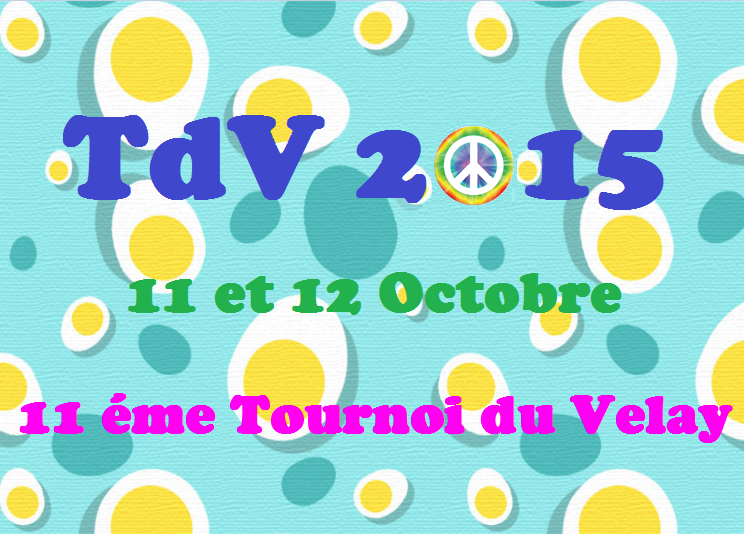 TdV 2015
11 et 12 Octobre
11 éme Tournoi du Velay